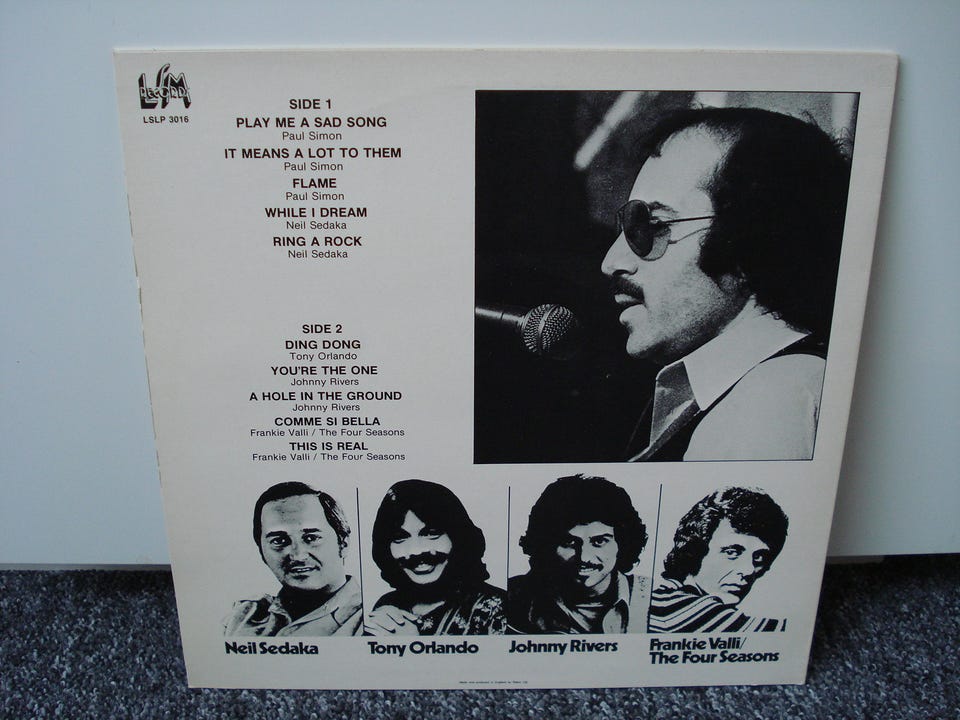 LSM
RECORDS
LSLP 3016
SIDE 1
PLAY ME A SAD SONG
Paul Simon
IT MEANS A LOT TO THEM
Paul Simon
FLAME
Paul Simon
WHILE I DREAM
Neil Sedaka
RING A ROCK
Neil Sedaka
SIDE 2
DING DONG
Tony Orlando
YOU'RE THE ONE
Johnny Rivers
A HOLE IN THE GROUND
Johnny Rivers
COMME SI BELLA
Frankie Valli / The Four Seasons
THIS IS REAL
Frankie Valli / The Four Seasons
Neil Sedaka
Tony Orlando
Johnny Rivers
Frankie Valli/
The Four Seasons